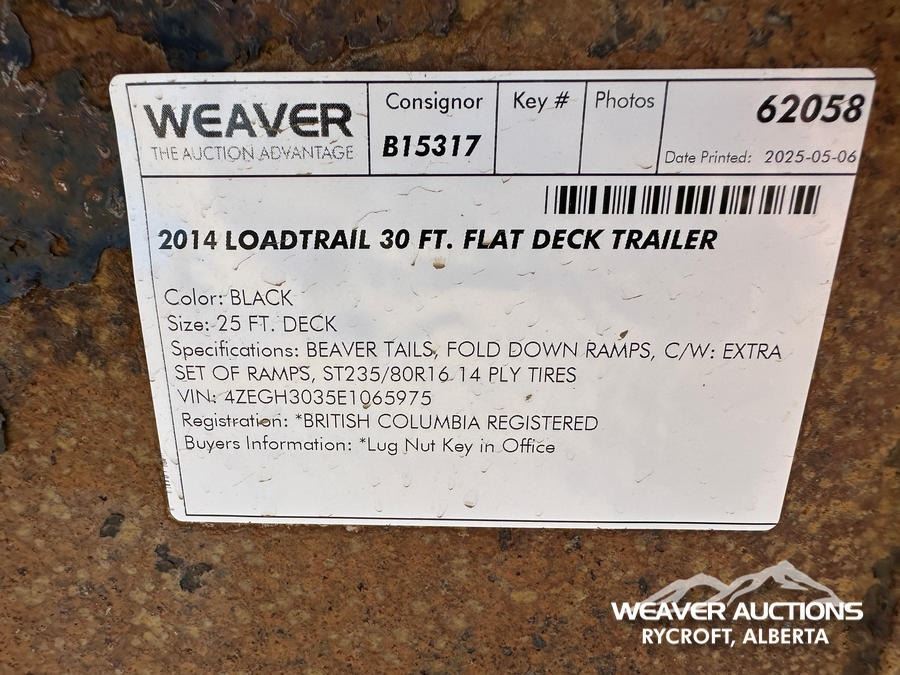 WEAVER
THE AUCTION ADVANTAGE
Consignor
B15317
Key #
Photos
62058
Date Printed: 2025-05-06
2014 LOADTRAIL 30 FT. FLAT DECK TRAILER
Color: BLACK
Size: 25 FT. DECK
Specifications: BEAVER TAILS, FOLD DOWN RAMPS, C/W: EXTRA
SET OF RAMPS, ST235/80R16 14 PLY TIRES
VIN: 4ZEGH3035E1065975
Registration: *BRITISH COLUMBIA REGISTERED
Buyers Information: *Lug Nut Key in Office
WEAVER AUCTIONS
RYCROFT, ALBERTA